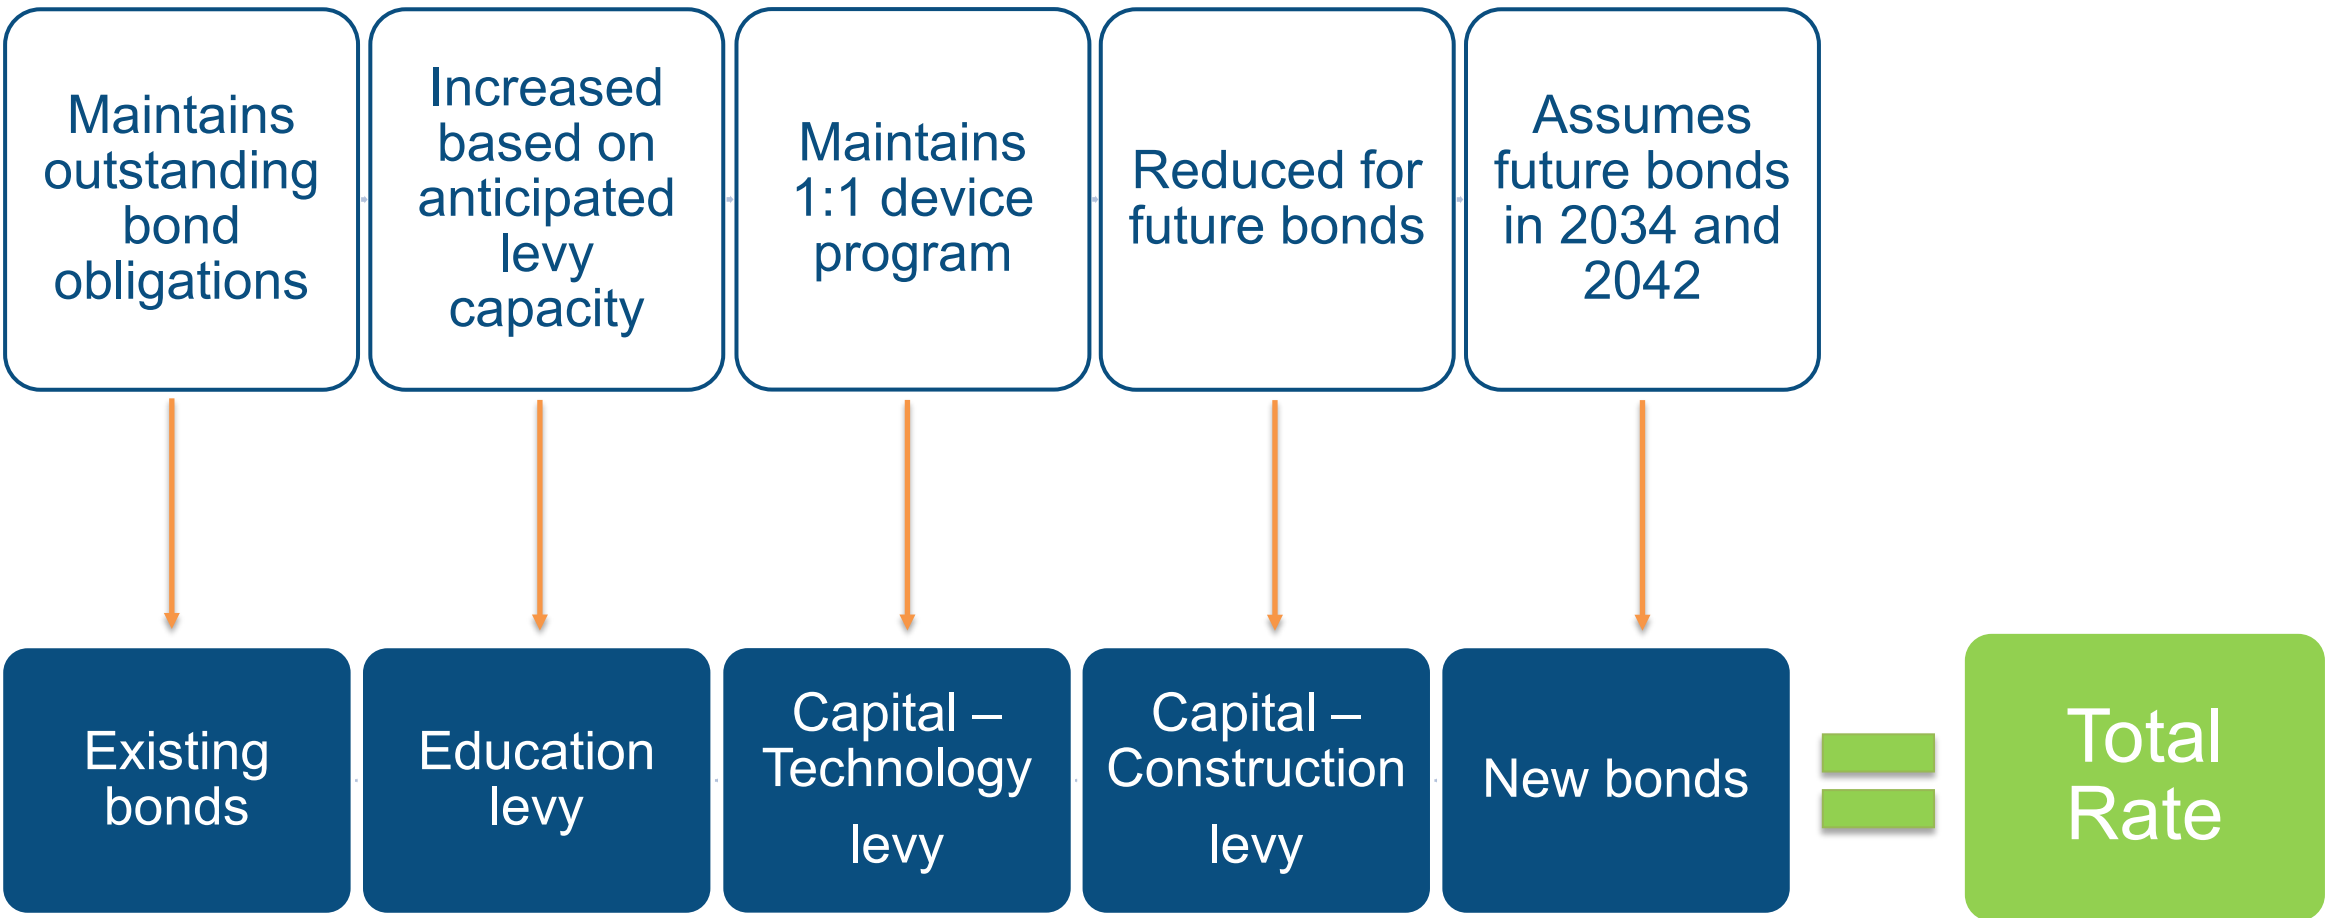 Maintains
outstanding
bond
obligations
Increased
based on
anticipated
levy
capacity
Maintains
1:1 device
program
Reduced for
future bonds
Assumes
future bonds
in 2034 and
2042
Existing
bonds
Education
levy
Capital –
Technology
levy
Capital –
Construction
levy
New bonds
Total
Rate